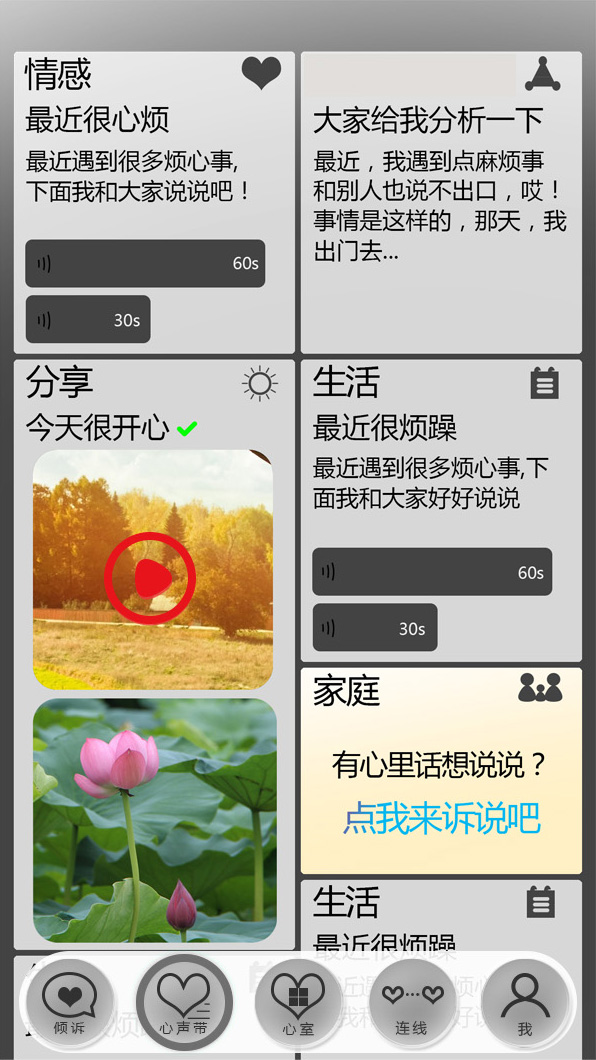 情感
最近很心烦
最近遇到很多烦心事,
下面我和大家说说吧！
60s
30s
大家给我分析一下
最近，我遇到点麻烦事
和别人也说不出口，哎！
事情是这样的，那天，我
出门去...
分享
今天很开心
生活
最近很烦躁
最近遇到很多烦心事,下
面我和大家好好说说
60s
30s
家庭
有心里话想说说？
点我来诉说吧
生活
最近很烦躁
倾诉
心声带
心室
连线
我